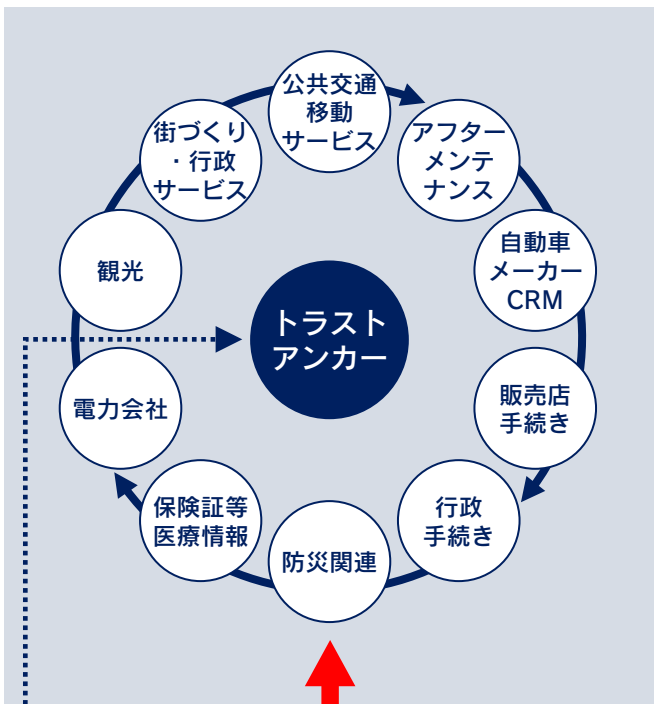 公共交通
移動
サービス
アフター
メンテ
ナンス
自動車
メーカー
CRM
販売店
手続き
行政
手続き
防災関連
保険証等
医療情報
電力会社
観光
街づくり
・行政
サービス
トラスト
アンカー